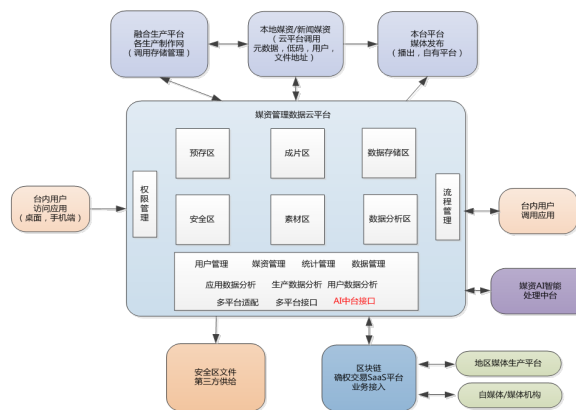 融合生产平台
各生产制作网
（调用存储管理）
本地媒资/新闻媒资
（云平台调用
元数据，低码，用户，
文件地址）
本台平台
媒体发布
（播出，自有平台）
媒资管理数据云平台
预存区
成片区
数据存储区
权限管理
流程管理
安全区
素材区
数据分析区
台内用户
访问应用
（桌面，手机端）
台内用户
调用应用
用户管理 媒资管理 统计管理 数据管理
应用数据分析 生产数据分析 用户数据分析
多平台适配 多平台接口 AI中台接口
媒资AI智能
处理中台
安全区文件
第三方供给
区块链
确权交易SaaS平台
业务接入
地区媒体生产平台
自媒体/媒体机构